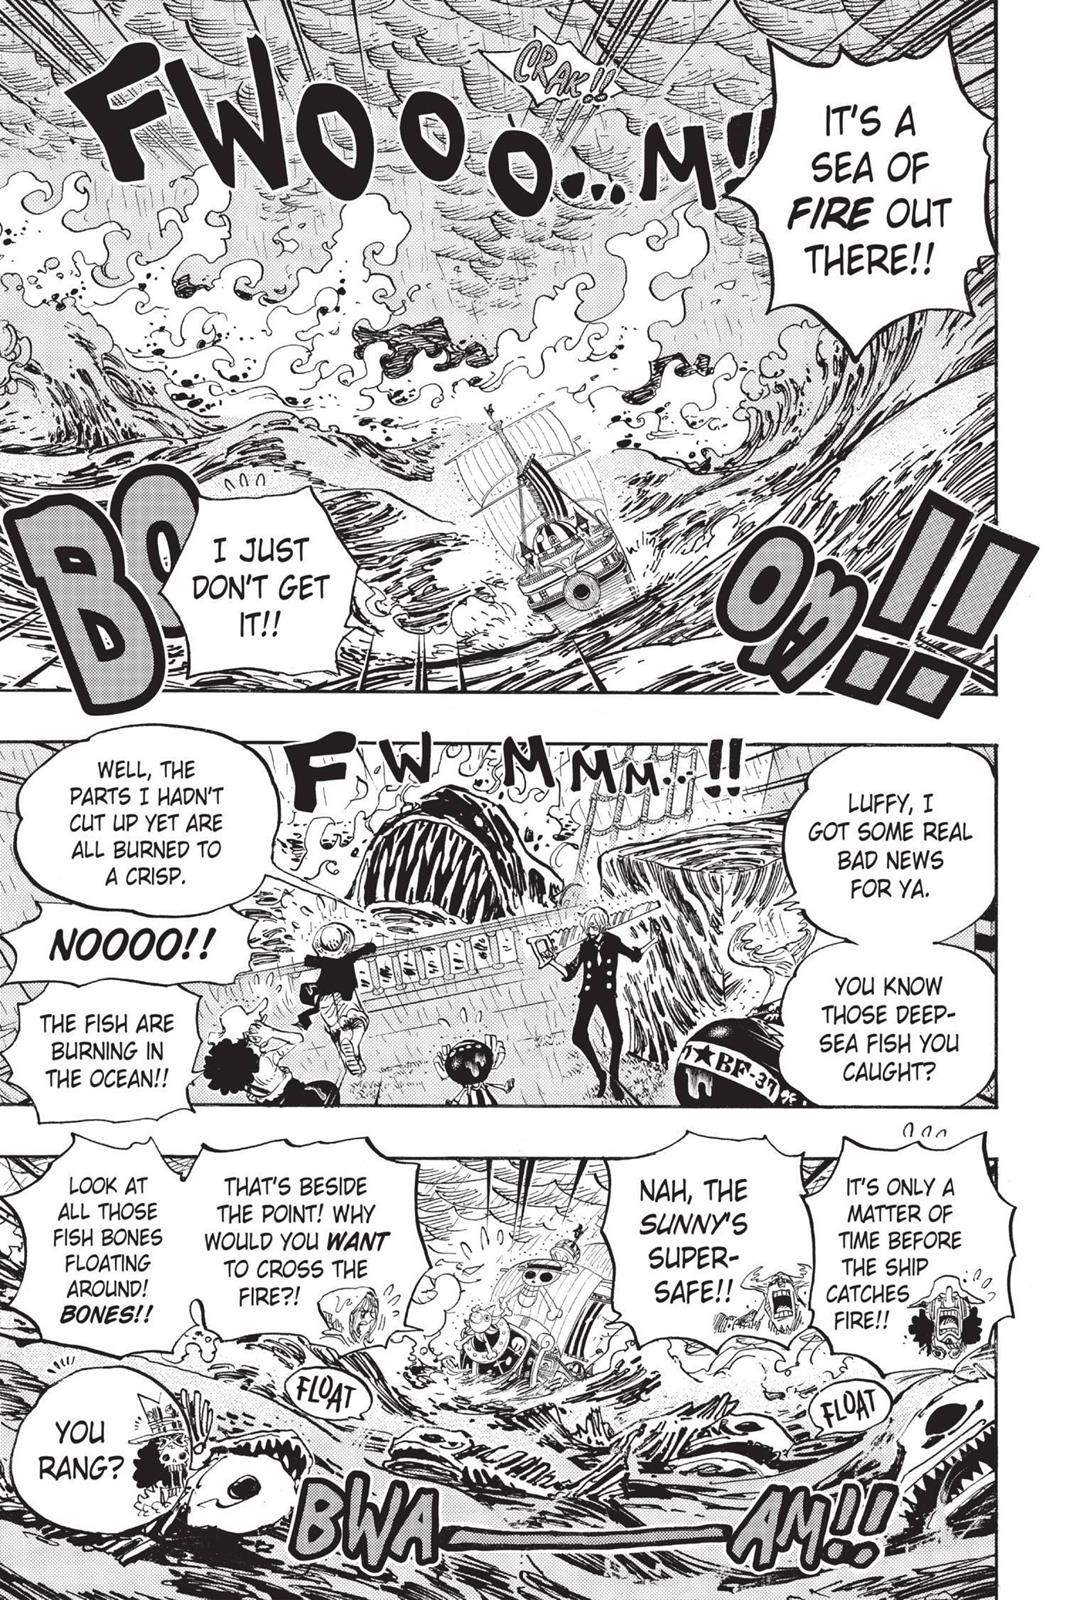 FWOOO...M!!
CRAK!!
IT'S A
SEA OF
FIRE OUT
THERE!!
BO
OM!!
I JUST
DON'T GET
IT!!
FWMMMM..!!
LUFFY, I
GOT SOME REAL
BAD NEWS
FOR YA.
YOU KNOW
THOSE DEEP-
SEA FISH YOU
CAUGHT?
WELL, THE
PARTS I HADN'T
CUT UP YET ARE
ALL BURNED TO
A CRISP.
NOOOO!!
THE FISH ARE
BURNING IN
THE OCEAN!!
★BF-37
IT'S ONLY A
MATTER OF
TIME BEFORE
THE SHIP
CATCHES
FIRE!!
NAH, THE
SUNNY'S
SUPER-
SAFE!!
THAT'S BESIDE
THE POINT! WHY
WOULD YOU WANT
TO CROSS THE
FIRE?!
LOOK AT
ALL THOSE
FISH BONES
FLOATING
AROUND!
BONES!!
FLOAT
FLOAT
YOU
RANG?
BWA—AM!!